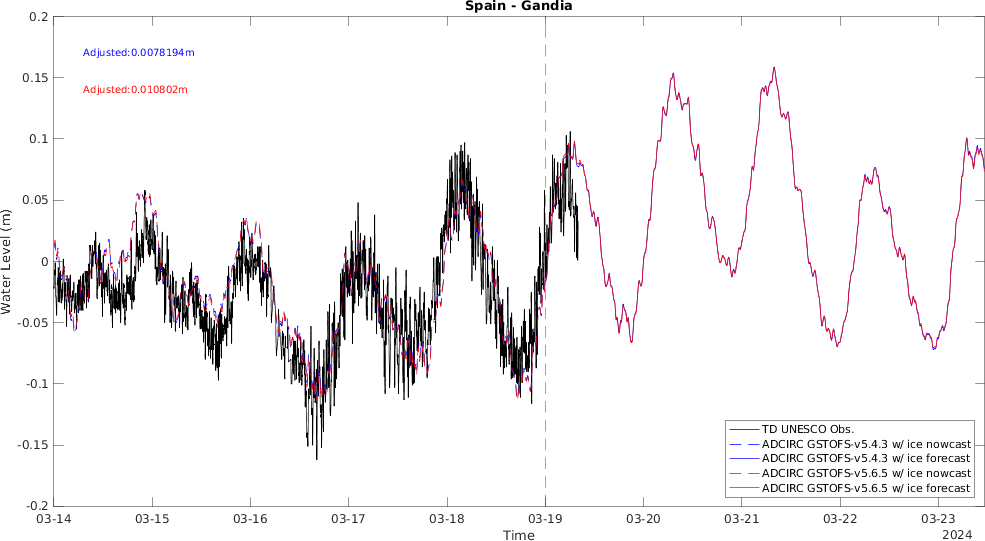 Spain - Gandia
Adjusted:0.0078194m
Adjusted:0.010802m
0.2
0.15
0.1
0.05
0
-0.05
-0.1
-0.15
-0.2
Water Level (m)
TD UNESCO Obs.
ADCIRC GSTOFS-v5.4.3 w/ ice nowcast
ADCIRC GSTOFS-v5.4.3 w/ ice forecast
ADCIRC GSTOFS-v5.6.5 w/ ice nowcast
ADCIRC GSTOFS-v5.6.5 w/ ice forecast
03-14 03-15 03-16 03-17 03-18 03-19 03-20 03-21 03-22 03-23
Time
2024